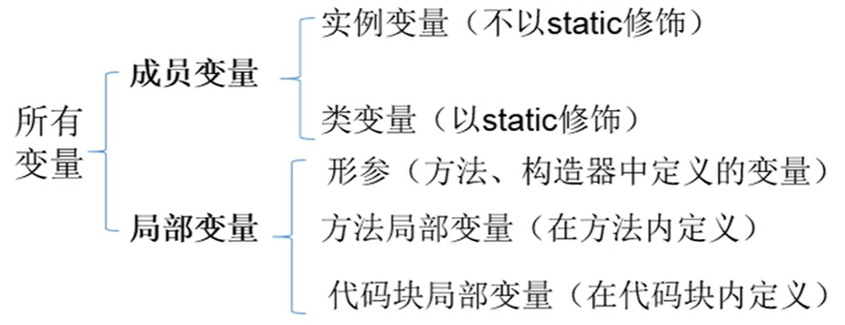 实例变量（不以static修饰）
成员变量
类变量（以static修饰）
所有
变量
形参（方法、构造器中定义的变量）
局部变量
方法局部变量（在方法内定义）
代码块局部变量（在代码块内定义）